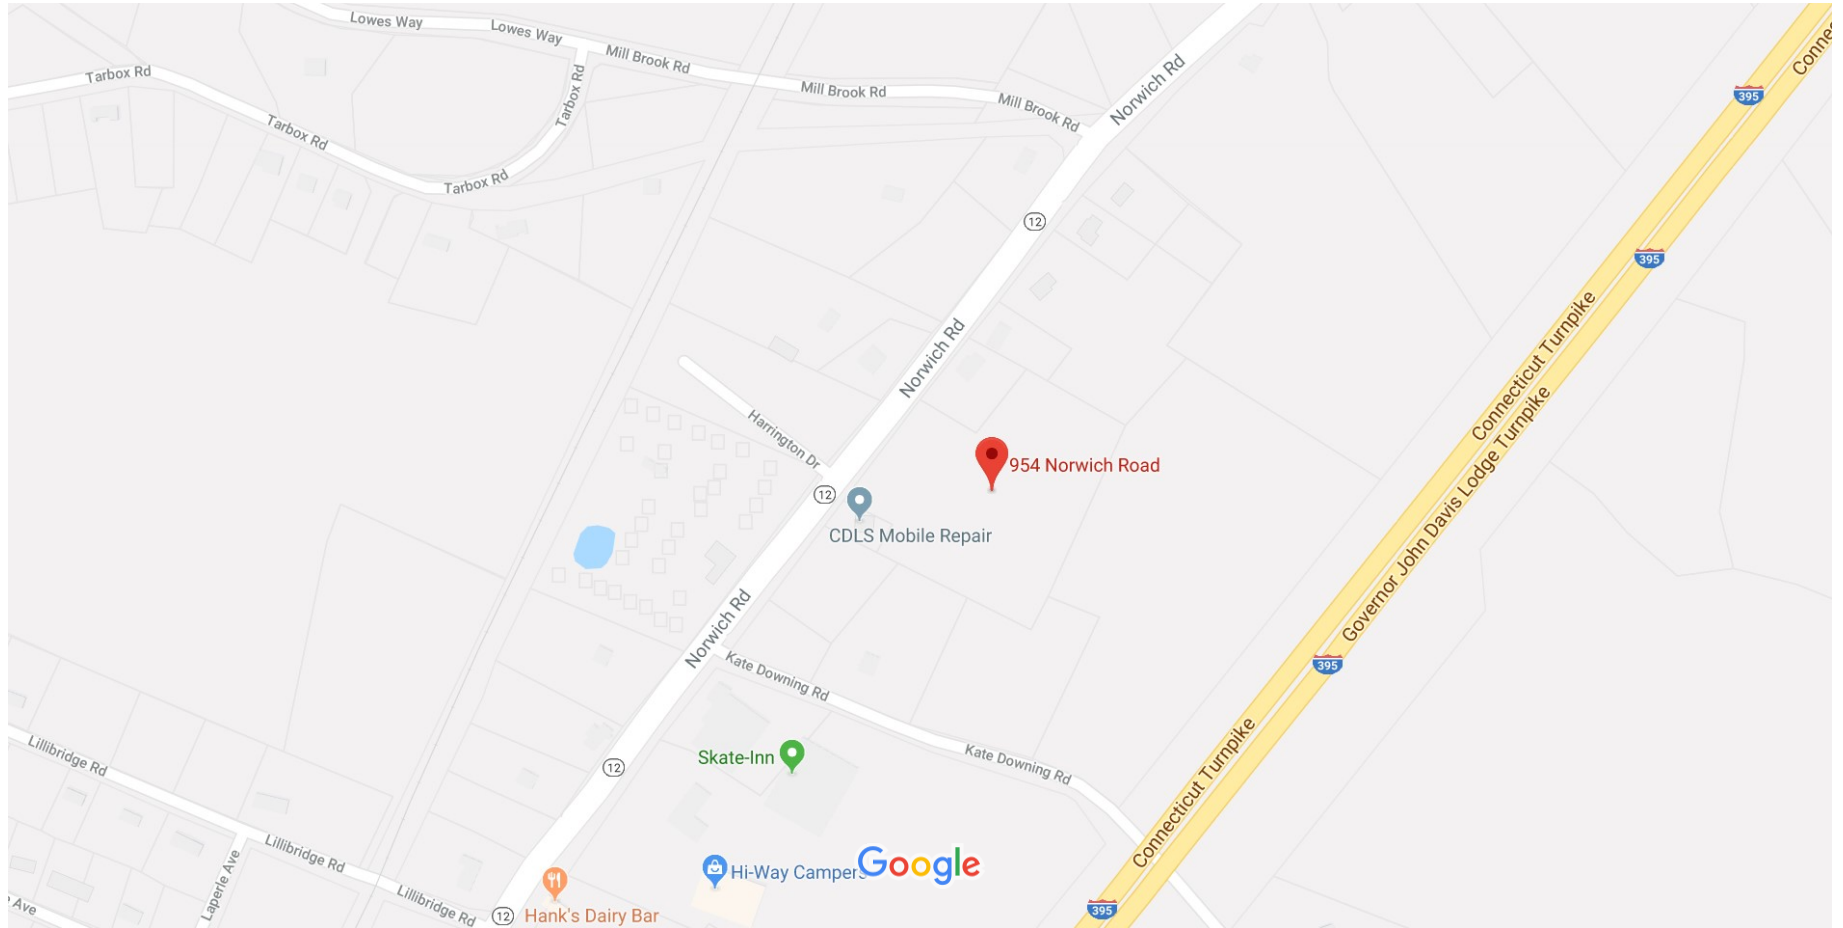 Lowes Way
Lowes Way
Mill Brook Rd
Mill Brook Rd
Mill Brook Rd
Norwich Rd
Tarbox Rd
Tarbox Rd
Tarbox Rd
Tarbox Rd
395
12
395
Connecticut Turnpike
Norwich Rd
Harrington Dr
Governor John Davis Lodge Turnpike
954 Norwich Road
12
CDLS Mobile Repair
Norwich Rd
Kate Downing Rd
395
Kate Downing Rd
Skate-Inn
12
Connecticut Turnpike
Lillibridge Rd
Lillibridge Rd
Lillibridge Rd
Laperle Ave
Ave
Hi-Way Campers
Google
395
12
Hank's Dairy Bar